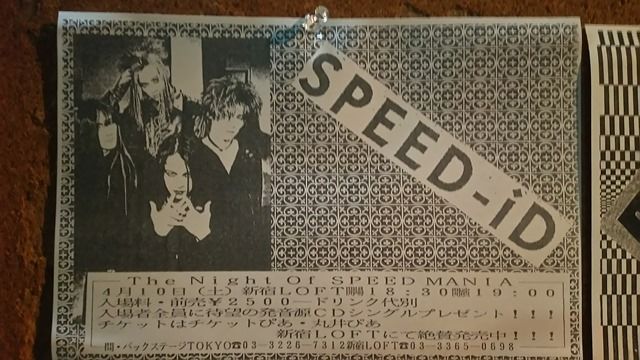 SPEED-iD
The Night Of SPEED MANIA
4月10日(土)新宿LOFT開場18:30開演19:00
入場料・前売¥2500―ドリンク代別
入場者全員に待望の発音源CDシングルプレゼント!!!
チケットはチケットぴあ・丸井ぴあ
新宿LOFTにて絶賛発売中!!!
問・バックステージTOKYO☎03-3226-7312新宿LOFT☎03-3365-0698